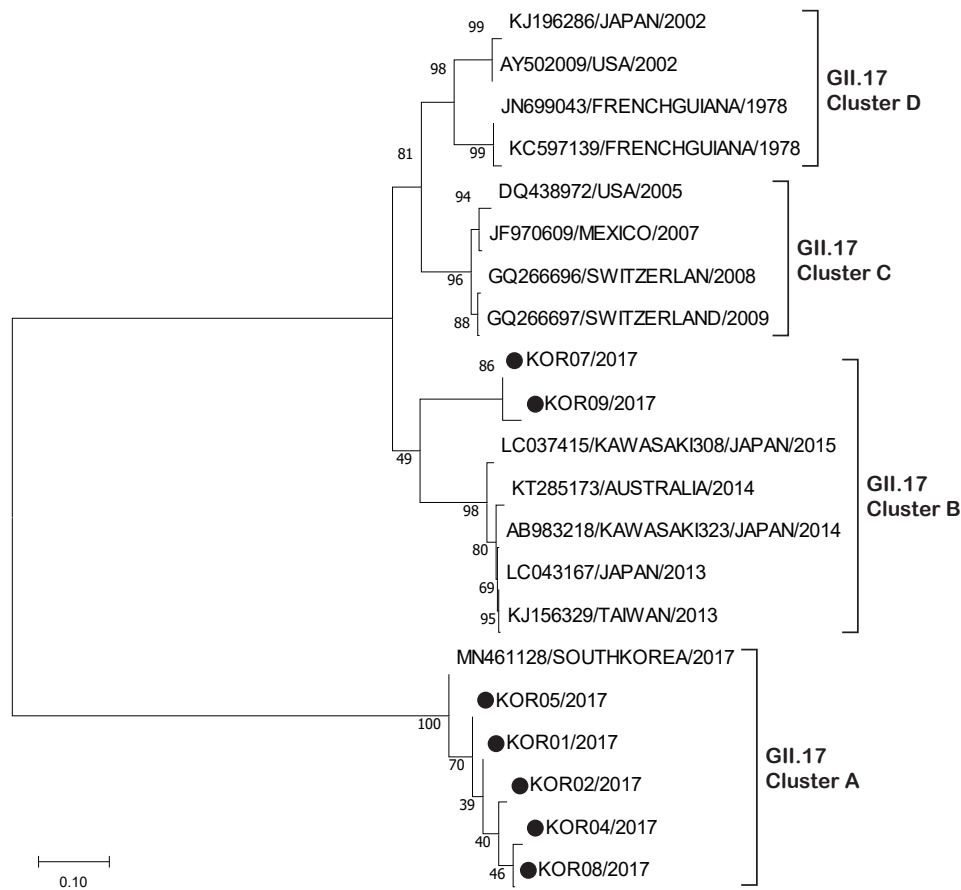 99
KJ196286/JAPAN/2002
98
AY502009/USA/2002
GII.17
Cluster D
JN699043/FRENCHGUIANA/1978
81
99
KC597139/FRENCHGUIANA/1978
94
DQ438972/USA/2005
JF970609/MEXICO/2007
GII.17
Cluster C
96
GQ266696/SWITZERLAN/2008
88
GQ266697/SWITZERLAND/2009
86
KOR07/2017
KOR09/2017
49
LC037415/KAWASAKI308/JAPAN/2015
GII.17
Cluster B
98
KT285173/AUSTRALIA/2014
AB983218/KAWASAKI323/JAPAN/2014
80
LC043167/JAPAN/2013
69
95
KJ156329/TAIWAN/2013
MN461128/SOUTHKOREA/2017
KOR05/2017
100
KOR01/2017
70
GII.17
Cluster A
KOR02/2017
39
KOR04/2017
40
KOR08/2017
46
0.10